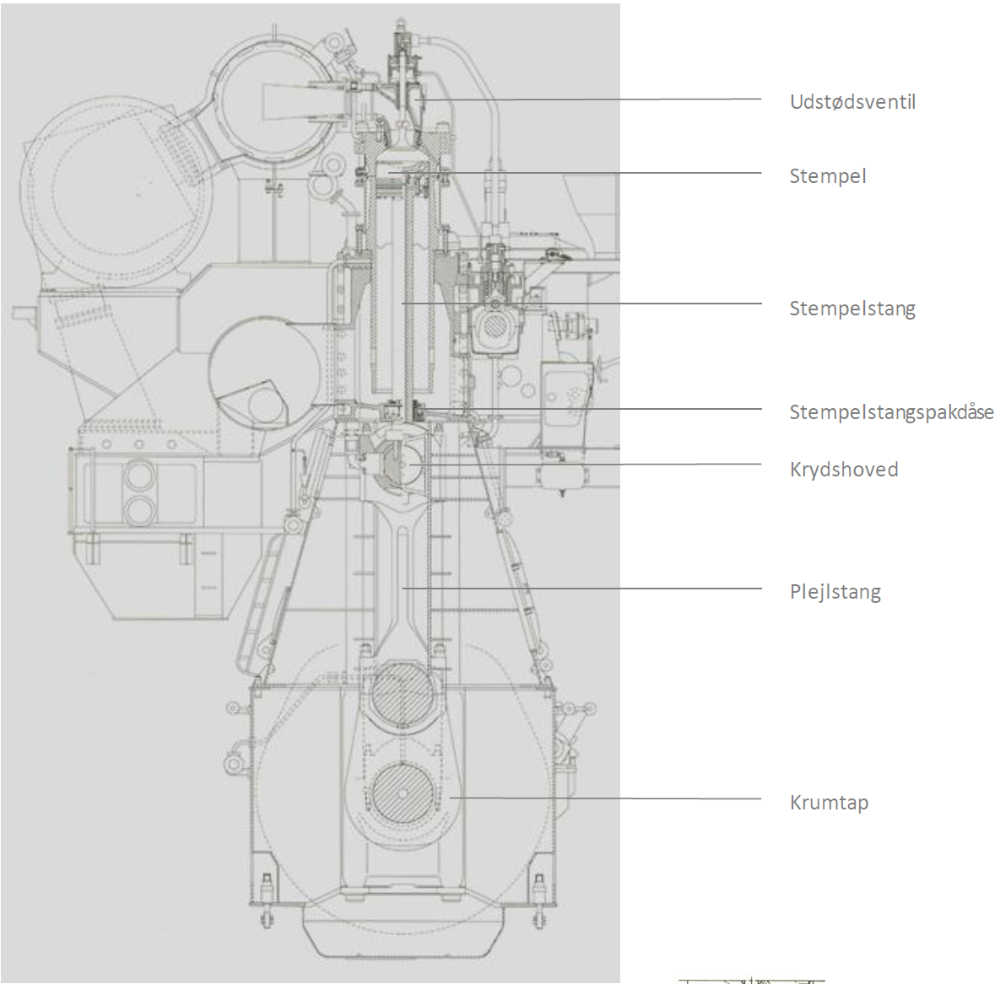 Udstødsventil
Stempel
Stempelstang
Stempelstangspakdåse
Krydshoved
Plejlstang
Krumtap